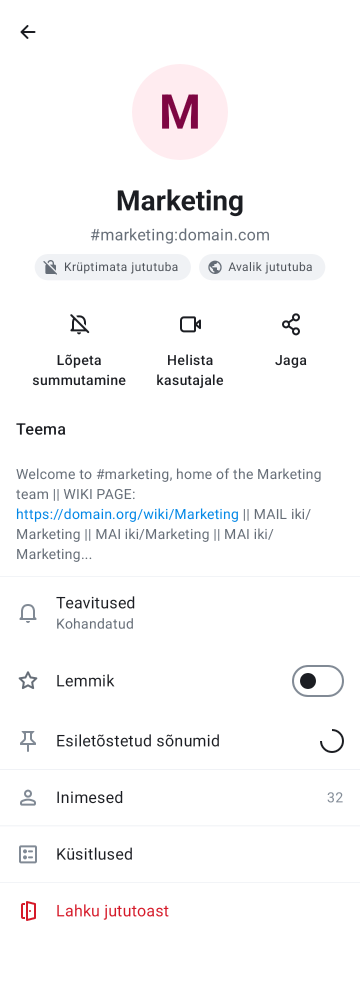 M
Marketing
#marketing:domain.com
Krüptimata jututuba
Avalik jututuba
Lõpeta
summutamine
Helista
kasutajale
Jaga
Teema
Welcome to #marketing, home of the Marketing
team || WIKI PAGE:
https://domain.org/wiki/Marketing || MAIL iki/
Marketing || MAI iki/Marketing || MAI iki/
Marketing...
Teavitused
Kohandatud
Lemmik
Esiletõstetud sõnumid
Inimesed 32
Küsitlused
Lahku jututoast